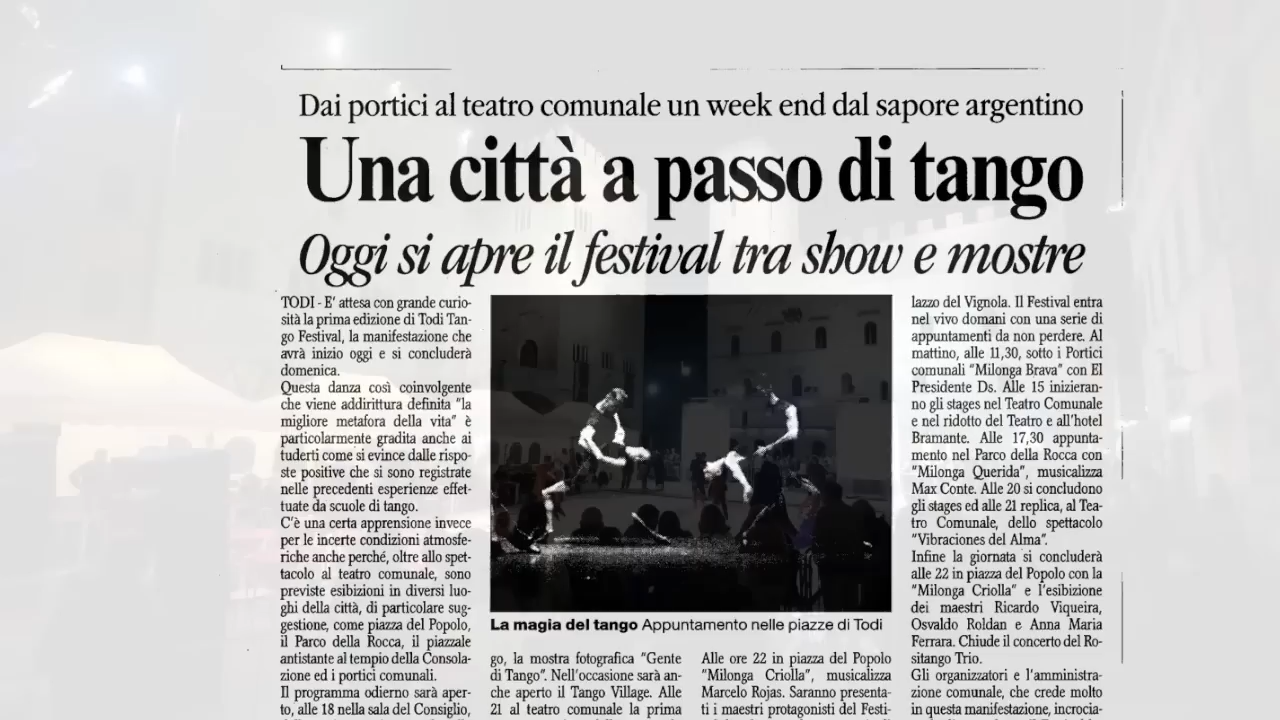 Dai portici al teatro comunale un week end dal sapore argentino
Una città a passo di tango
Oggi si apre il festival tra show e mostre
TODI - E' attesa con grande curio-
sità la prima edizione di Todi Tan-
go Festival, la manifestazione che
avrà inizio oggi e si concluderà
domenica.
Questa danza così coinvolgente
che viene addirittura definita "la
migliore metafora della vita" è
particolarmente gradita anche ai
tuderti come si evince dalle rispo-
ste positive che si sono registrate
nelle precedenti esperienze effet-
tuate da scuole di tango.
C'è una certa apprensione invece
per le incerte condizioni atmosfe-
riche anche perché, oltre allo spet-
tacolo al teatro comunale, sono
previste esibizioni in diversi luo-
ghi della città, di particolare sug-
gestione, come piazza del Popolo,
il Parco della Rocca, il piazzale
antistante al tempio della Consola-
zione ed i portici comunali.
Il programma odierno sarà aper-
to, alle 18 nella sala del Consiglio,
La magia del tango Appuntamento nelle piazze di Todi
go, la mostra fotografica "Gente
di Tango". Nell'occasione sarà an-
che aperto il Tango Village. Alle
21 al teatro comunale la prima
Alle ore 22 in piazza del Popolo
"Milonga Criolla", musicalizza
Marcelo Rojas. Saranno presenta-
ti i maestri protagonisti del Festi-
lazzo del Vignola. Il Festival entra
nel vivo domani con una serie di
appuntamenti da non perdere. Al
mattino, alle 11,30, sotto i Portici
comunali "Milonga Brava" con El
Presidente Ds. Alle 15 inizieran-
no gli stages nel Teatro Comunale
e nel ridotto del Teatro e all'hotel
Bramante. Alle 17,30 appunta-
mento nel Parco della Rocca con
"Milonga Querida", musicalizza
Max Conte. Alle 20 si concludono
gli stages ed alle 21 replica, al Tea-
tro Comunale, dello spettacolo
"Vibraciones del Alma".
Infine la giornata si concluderà
alle 22 in piazza del Popolo con la
"Milonga Criolla" e l'esibizione
dei maestri Ricardo Viqueira,
Osvaldo Roldan e Anna Maria
Ferrara. Chiude il concerto del Ro-
sitango Trio.
Gli organizzatori e l'amministra-
zione comunale, che crede molto
in questa manifestazione, incrocia-